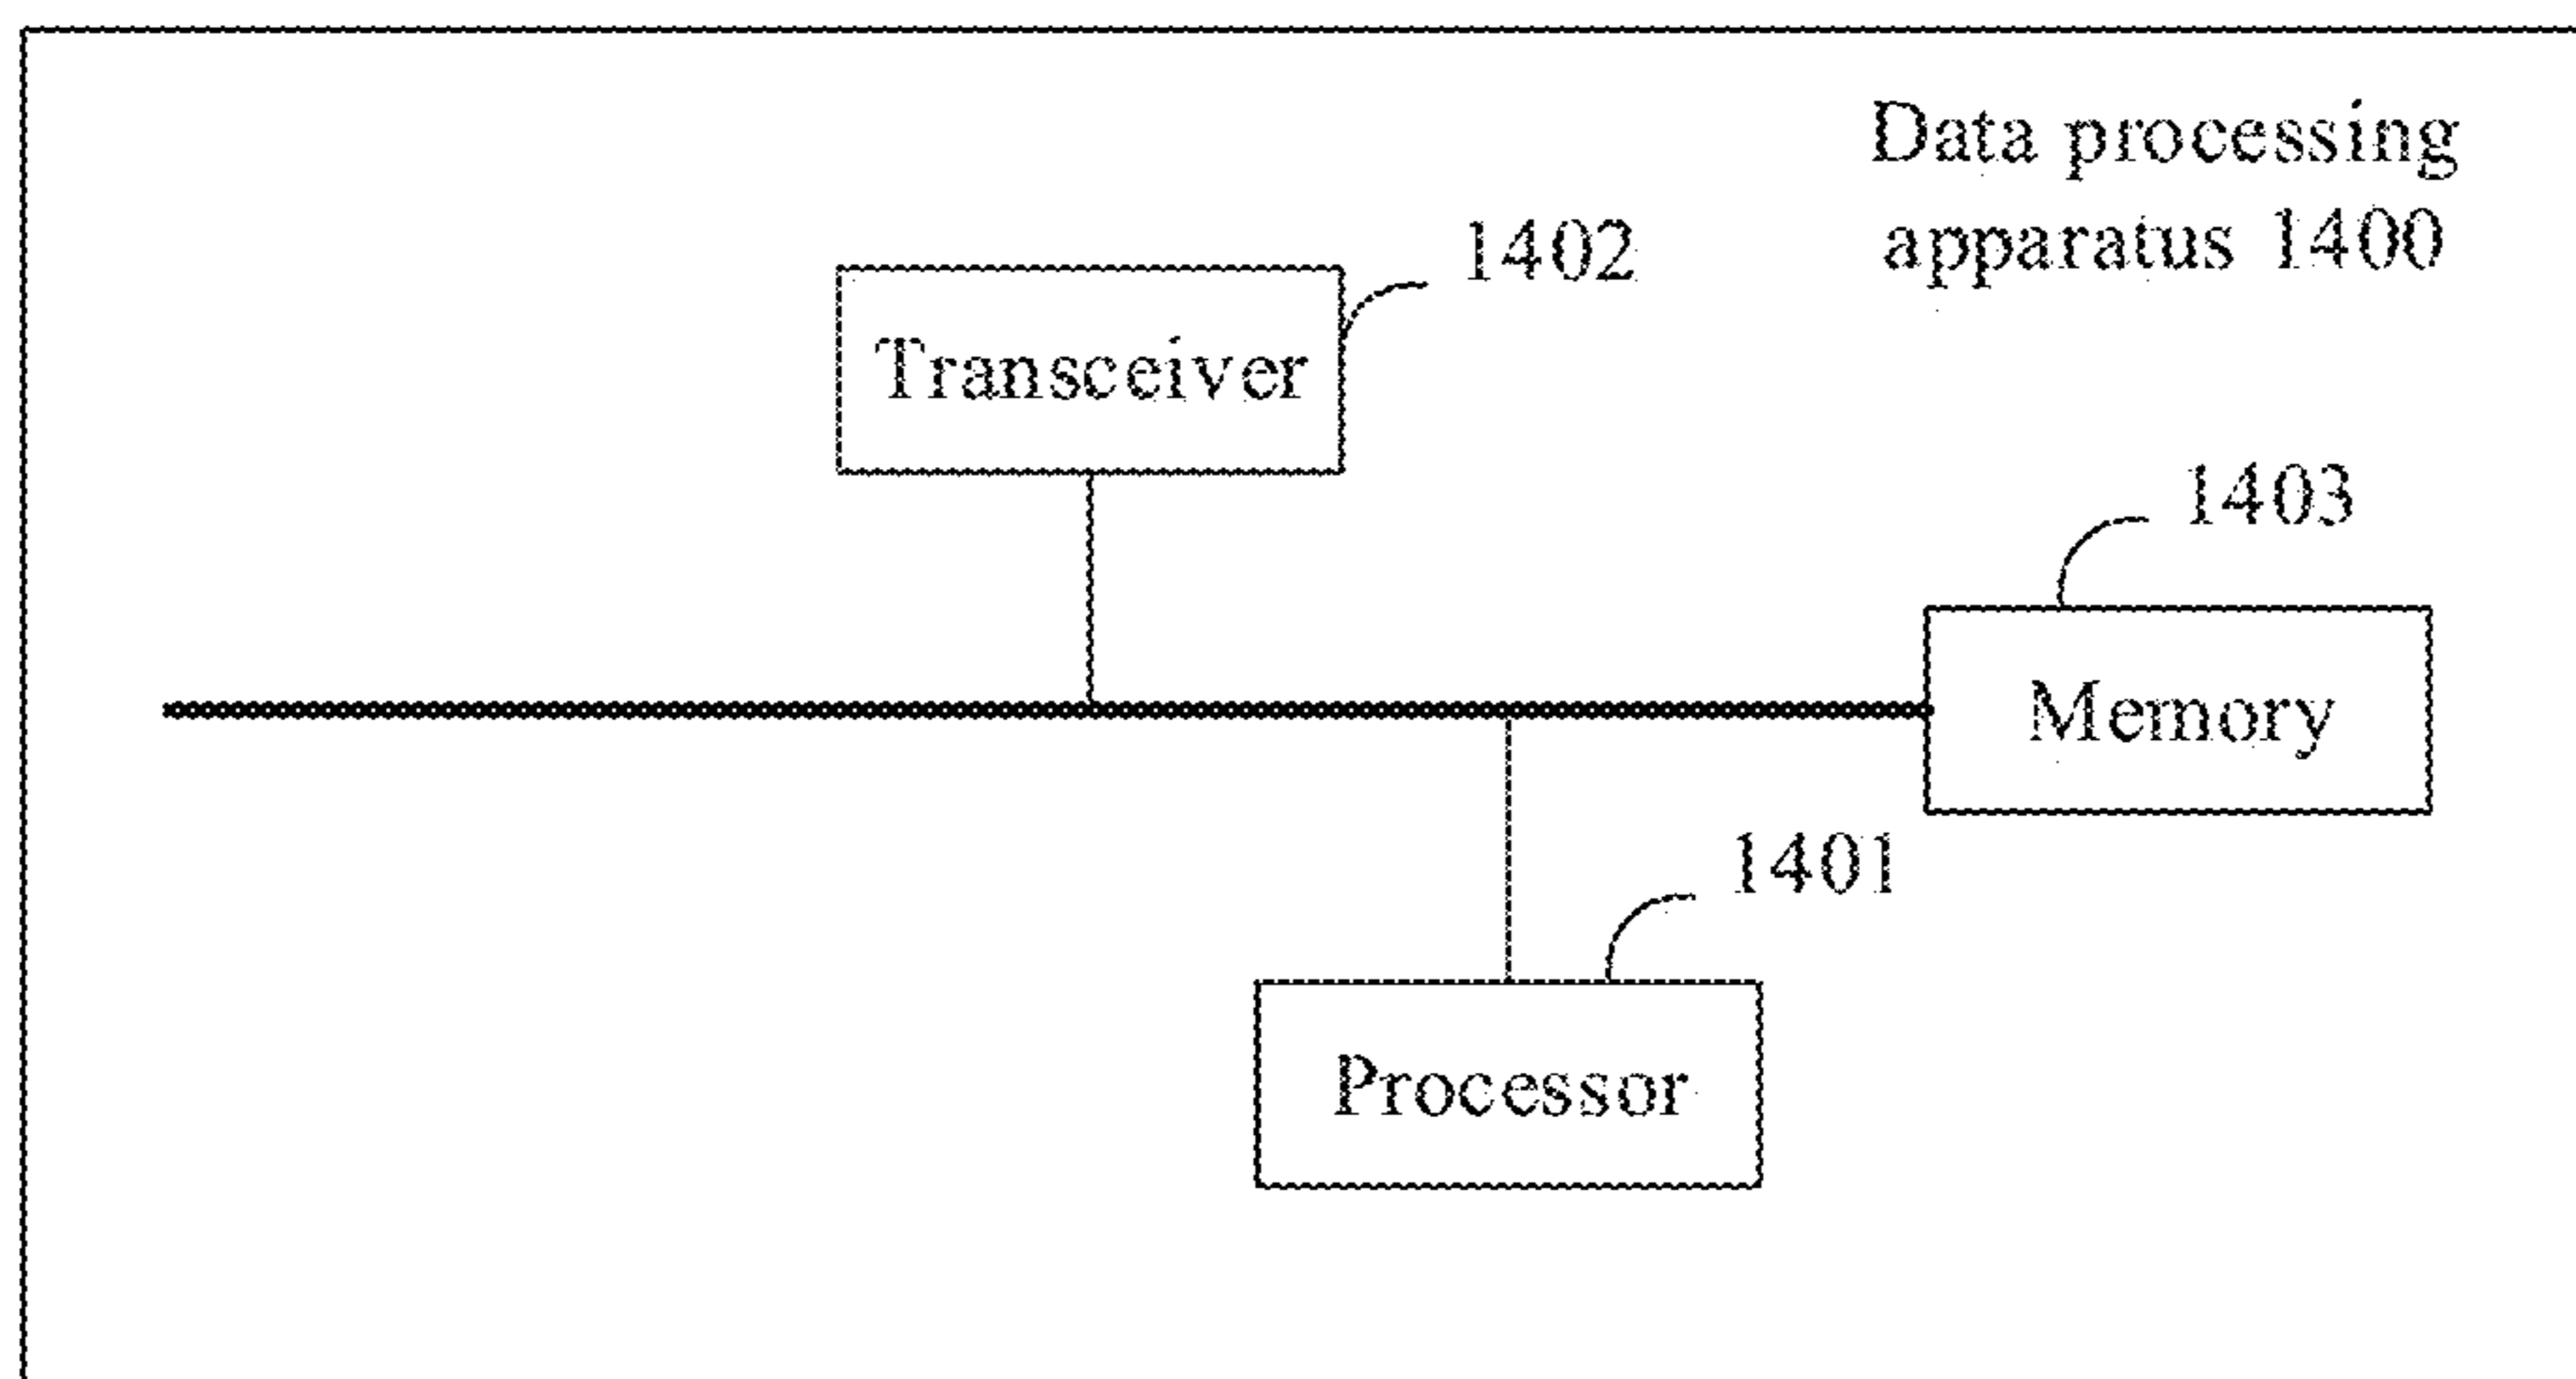 Data processing
apparatus 1400
1402
Transceiver
1403
Memory
1401
Processor